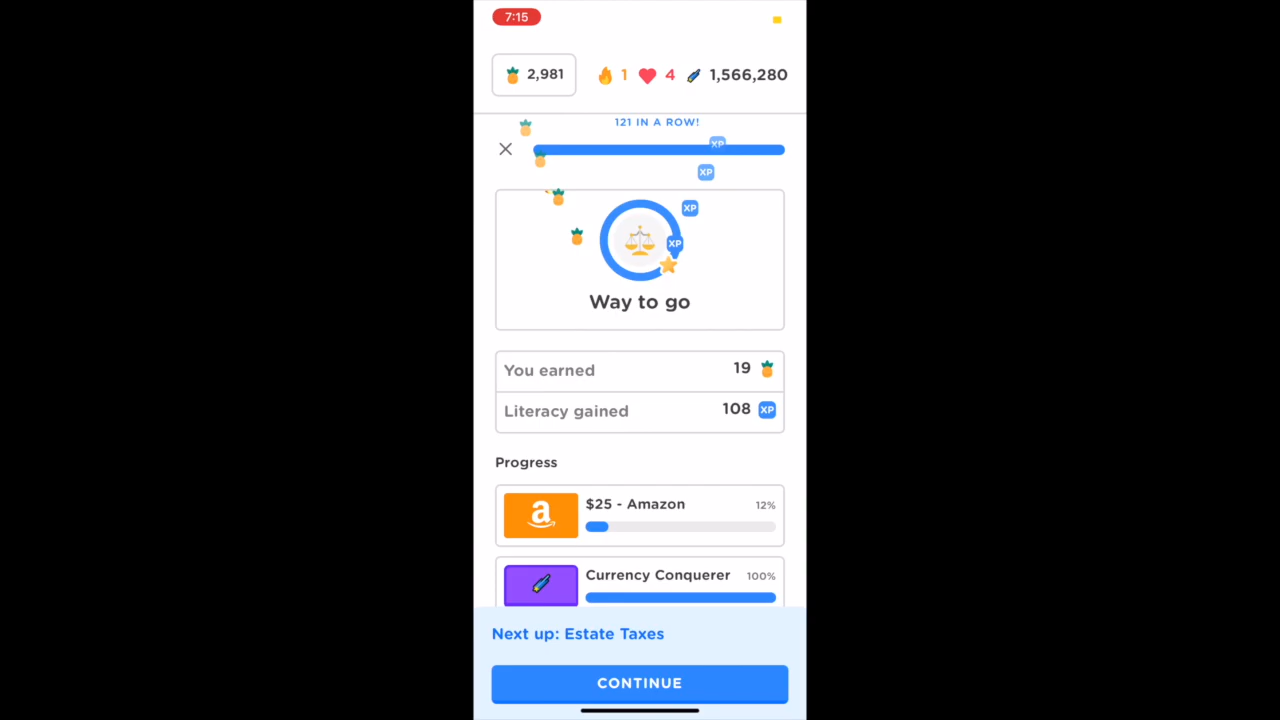 7:15
2,981 1 4 1,566,280
121 IN A ROW!
XP
XP
XP
XP
Way to go
You earned 19
Literacy gained 108 XP
Progress
a $25 - Amazon 12%
Currency Conquerer 100%
Next up: Estate Taxes
CONTINUE